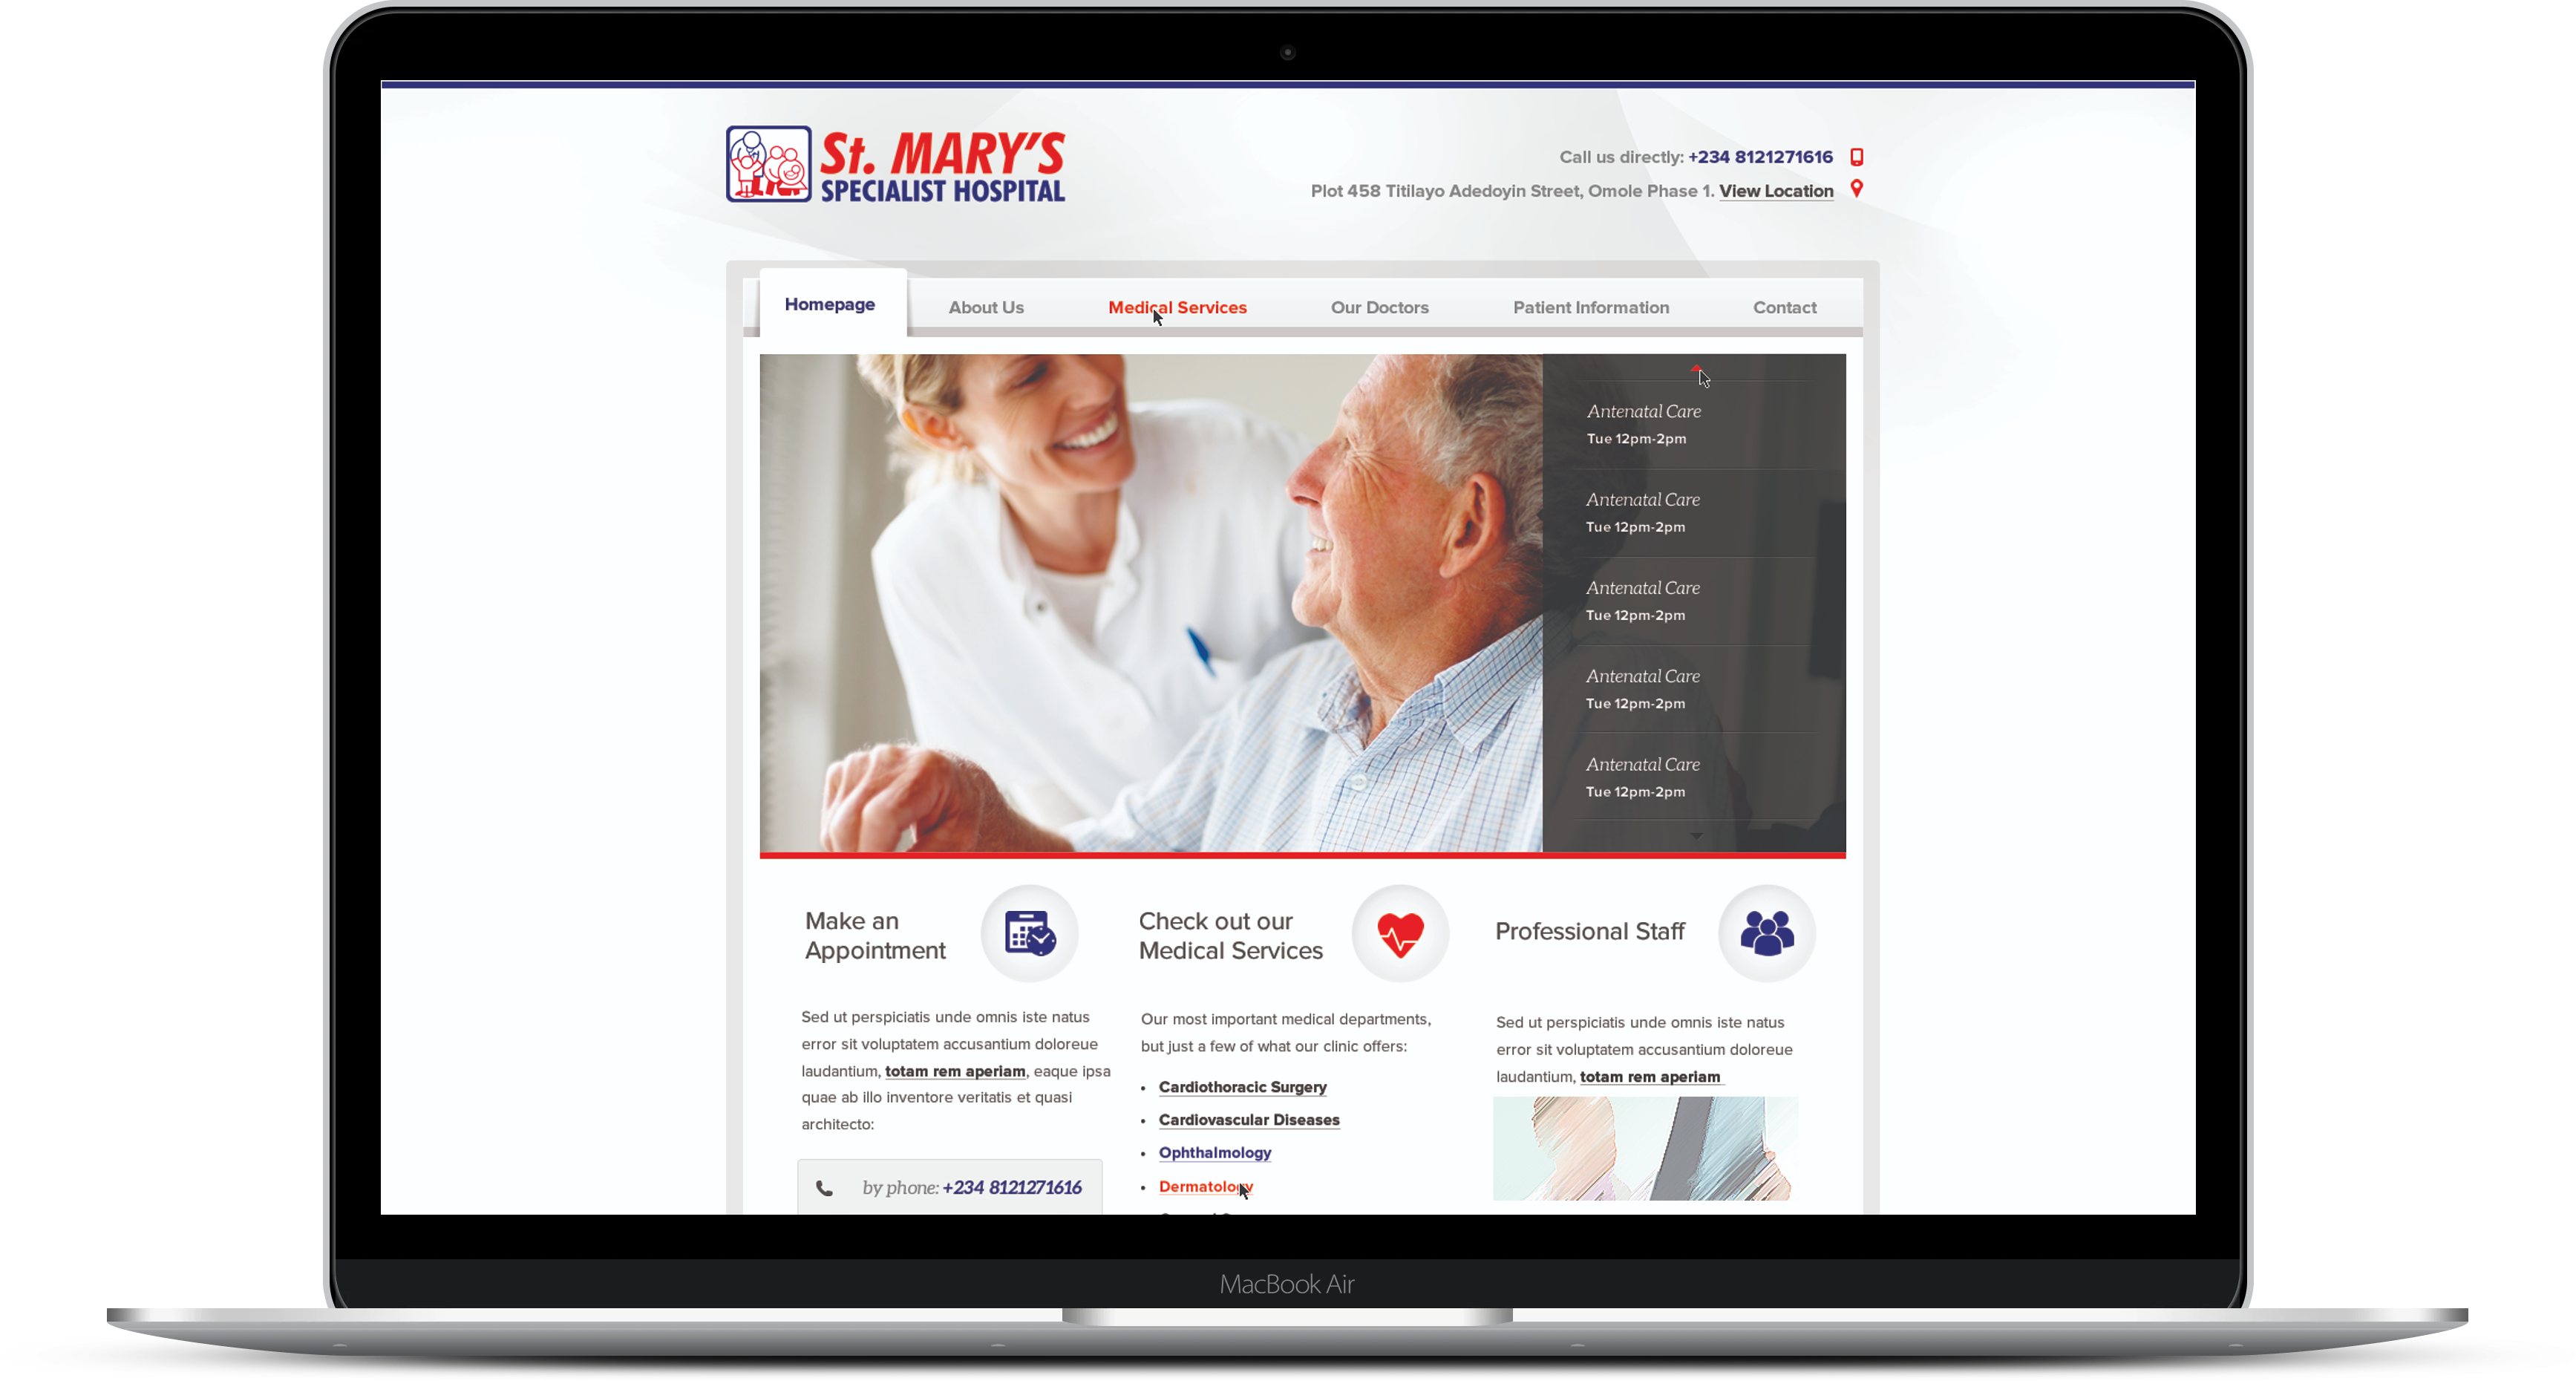 St. MARY'S
SPECIALIST HOSPITAL
Call us directly: +234 8121271616
Plot 458 Titilayo Adedoyin Street, Omole Phase 1. View Location
Homepage
About Us
Medical Services
Our Doctors
Patient Information
Contact
Antenatal Care
Tue 12pm-2pm
Antenatal Care
Tue 12pm-2pm
Antenatal Care
Tue 12pm-2pm
Antenatal Care
Tue 12pm-2pm
Antenatal Care
Tue 12pm-2pm
Make an
Appointment
Sed ut perspiciatis unde omnis iste natus
error sit voluptatem accusantium doloreue
laudantium, totam rem aperiam, eaque ipsa
quae ab illo inventore veritatis et quasi
architecto:
by phone: +234 8121271616
Check out our
Medical Services
Our most important medical departments,
but just a few of what our clinic offers:
• Cardiothoracic Surgery
• Cardiovascular Diseases
• Ophthalmology
• Dermatology
Professional Staff
Sed ut perspiciatis unde omnis iste natus
error sit voluptatem accusantium doloreue
laudantium, totam rem aperiam
MacBook Air